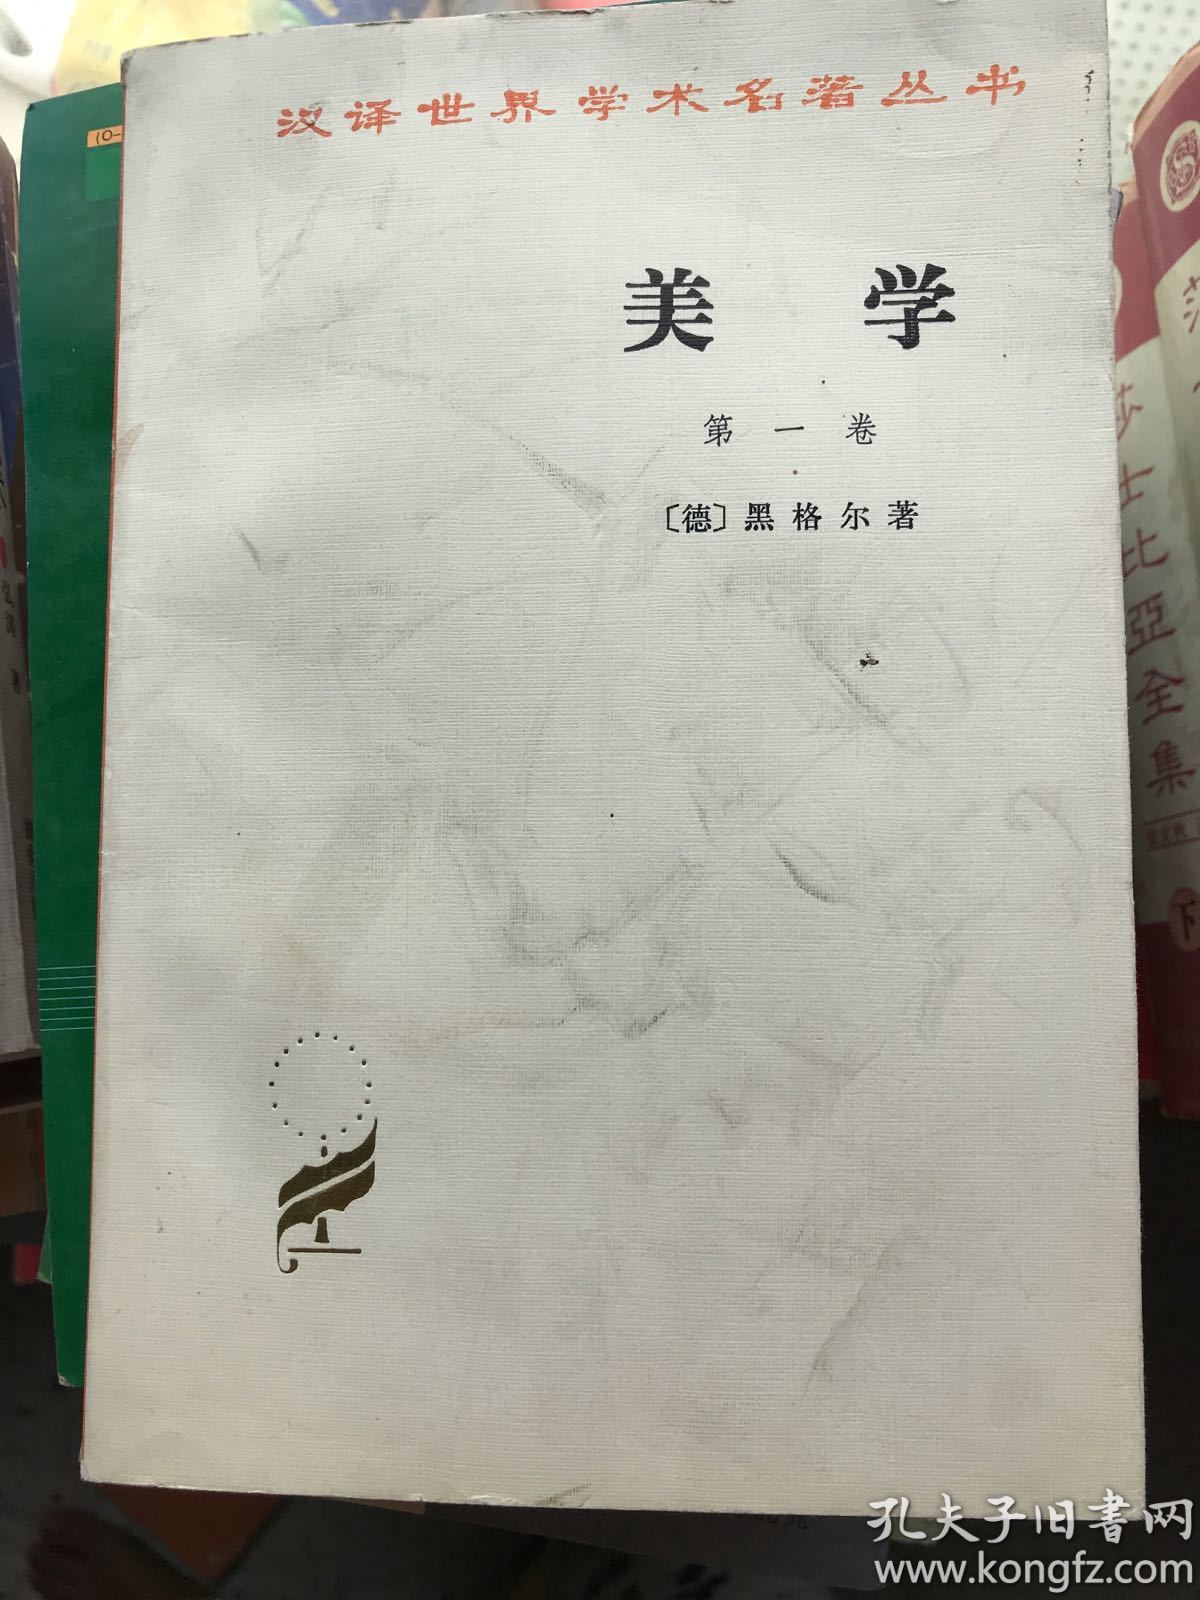 汉译世界学术名著丛书
美学
第一卷
〔德〕黑格尔著
(O-
莎士比亞全集
下
孔夫子旧书网
www.kongfz.com